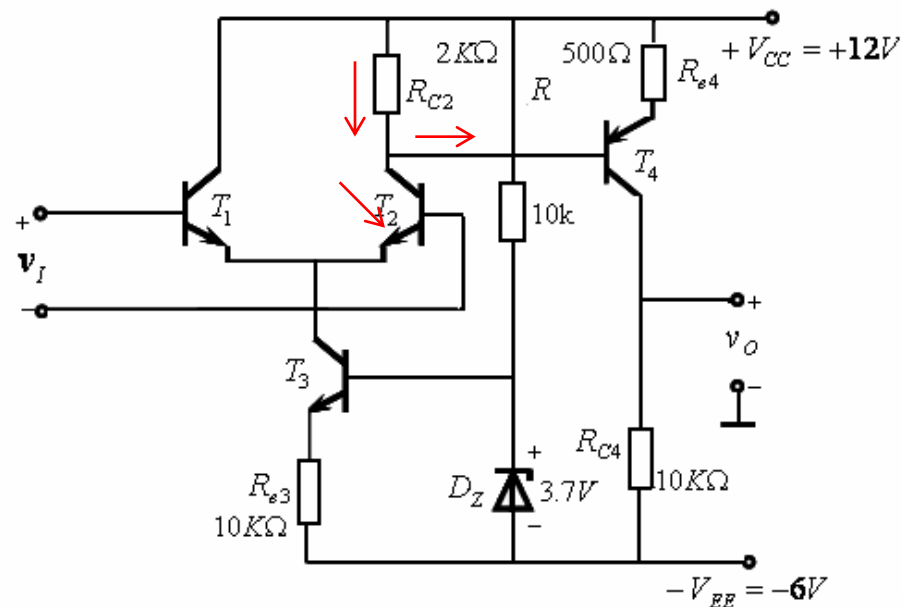 2KΩ
500Ω
+V_CC = +12V
R_C2
R
R_e4
T_1
T_2
T_4
10k
+
v_I
−
+
v_O
−
T_3
R_C4
+
R_e3
D_Z
3.7V
10KΩ
10KΩ
−
−V_EE = −6V